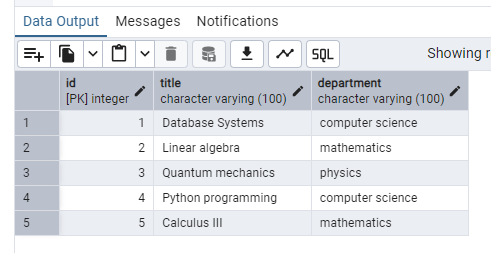 Data Output Messages Notifications
SQL Showing r
id title department
[PK] integer character varying (100) character varying (100)
1 1 Database Systems computer science
2 2 Linear algebra mathematics
3 3 Quantum mechanics physics
4 4 Python programming computer science
5 5 Calculus III mathematics